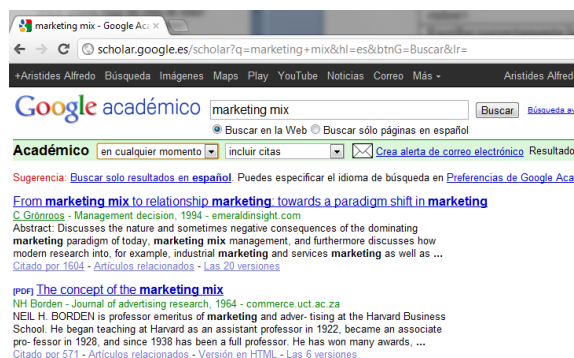 marketing mix - Google Aca ×
scholar.google.es/scholar?q=marketing+mix&hl=es&btnG=Buscar&lr=
+Aristides Alfredo Búsqueda Imágenes Maps Play YouTube Noticias Correo Más Aristides Alfred
Google académico marketing mix Buscar Búsqueda av
Buscar en la Web Buscar sólo páginas en español
Académico en cualquier momento incluir citas Crea alerta de correo electrónico Resultado
Sugerencia: Buscar solo resultados en español. Puedes especificar el idioma de búsqueda en Preferencias de Google Aca
From marketing mix to relationship marketing: towards a paradigm shift in marketing
C Grönroos - Management decision, 1994 - emeraldinsight.com
Abstract: Discusses the nature and sometimes negative consequences of the dominating
marketing paradigm of today, marketing mix management, and furthermore discusses how
modern research into, for example, industrial marketing and services marketing as well as ...
Citado por 1604 - Artículos relacionados - Las 20 versiones
[PDF] The concept of the marketing mix
NH Borden - Journal of advertising research, 1964 - commerce.uct.ac.za
NEIL H. BORDEN is professor emeritus of marketing and adver- tising at the Harvard Business
School. He began teaching at Harvard as an assistant professor in 1922, became an associate
pro- fessor in 1928, and since 1938 has been a full professor. He has won many awards, ...
Citado por 571 - Artículos relacionados - Versión en HTML - Las 6 versiones